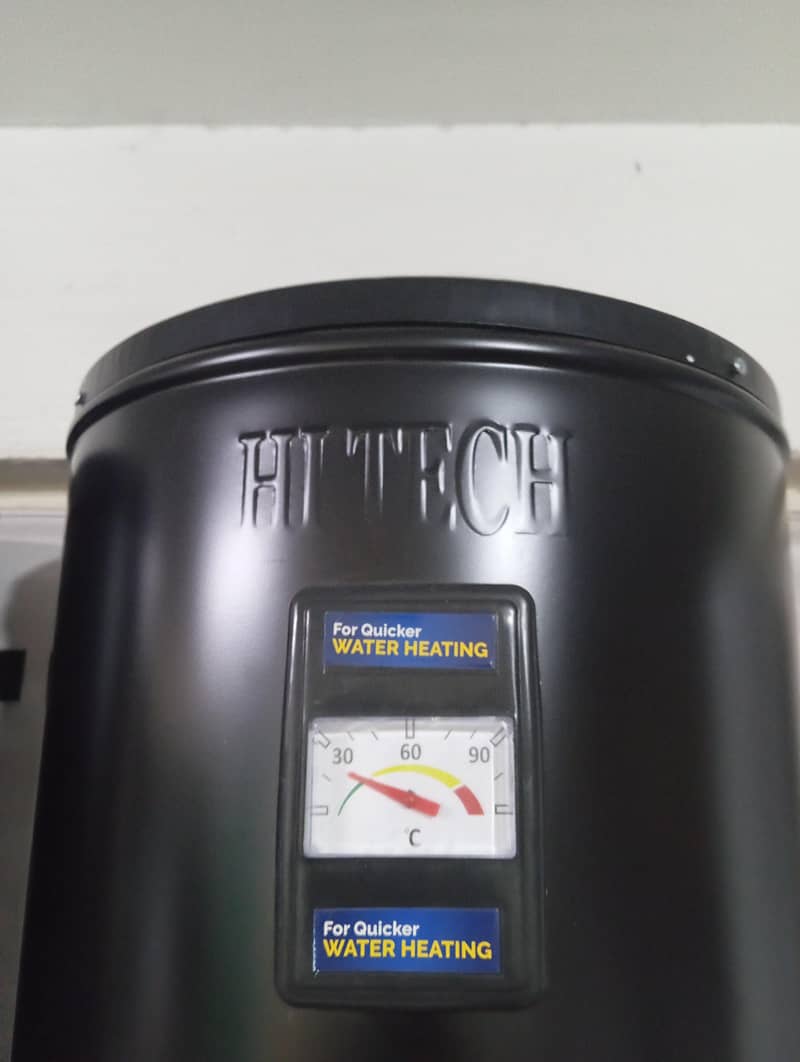 HI TECH
For Quicker
WATER HEATING
30 60 90
°C
For Quicker
WATER HEATING